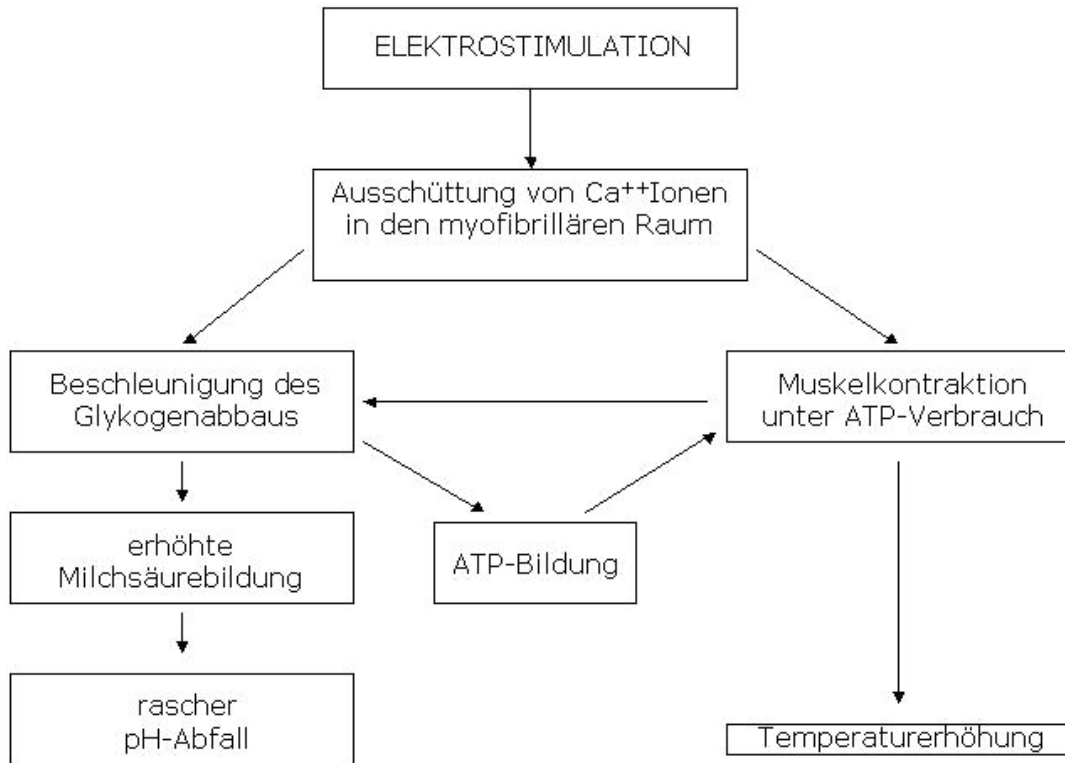 ELEKTROSTIMULATION
Ausschüttung von Ca⁺⁺Ionen
in den myofibrillären Raum
Beschleunigung des
Glykogenabbaus
Muskelkontraktion
unter ATP-Verbrauch
erhöhte
Milchsäurebildung
ATP-Bildung
rascher
pH-Abfall
Temperaturerhöhung